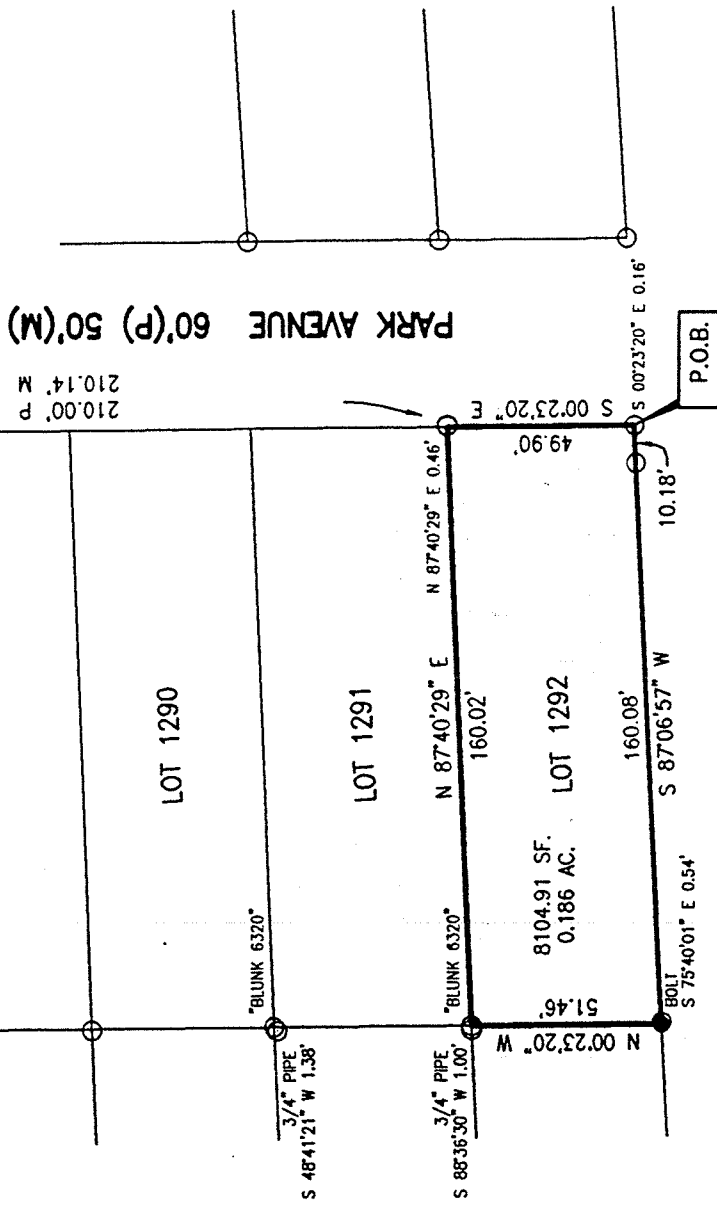 PARK AVENUE 60'(P) 50'(M)
210.00' P
210.14' M
LOT 1290
LOT 1291
"BLUNK 6320"
3/4" PIPE
S 48°41'21" W 1.38'
N 87°40'29" E 0.46'
S 00°23'20" E
49.90'
S 00°23'20" E 0.16'
P.O.B.
10.18'
N 87°40'29" E
160.02'
"BLUNK 6320"
3/4" PIPE
S 88°36'30" W 1.00'
8104.91 SF.
0.186 AC.
LOT 1292
160.08'
S 87°06'57" W
N 00°23'20" W
51.46'
BOLT
S 75°40'01" E 0.54'